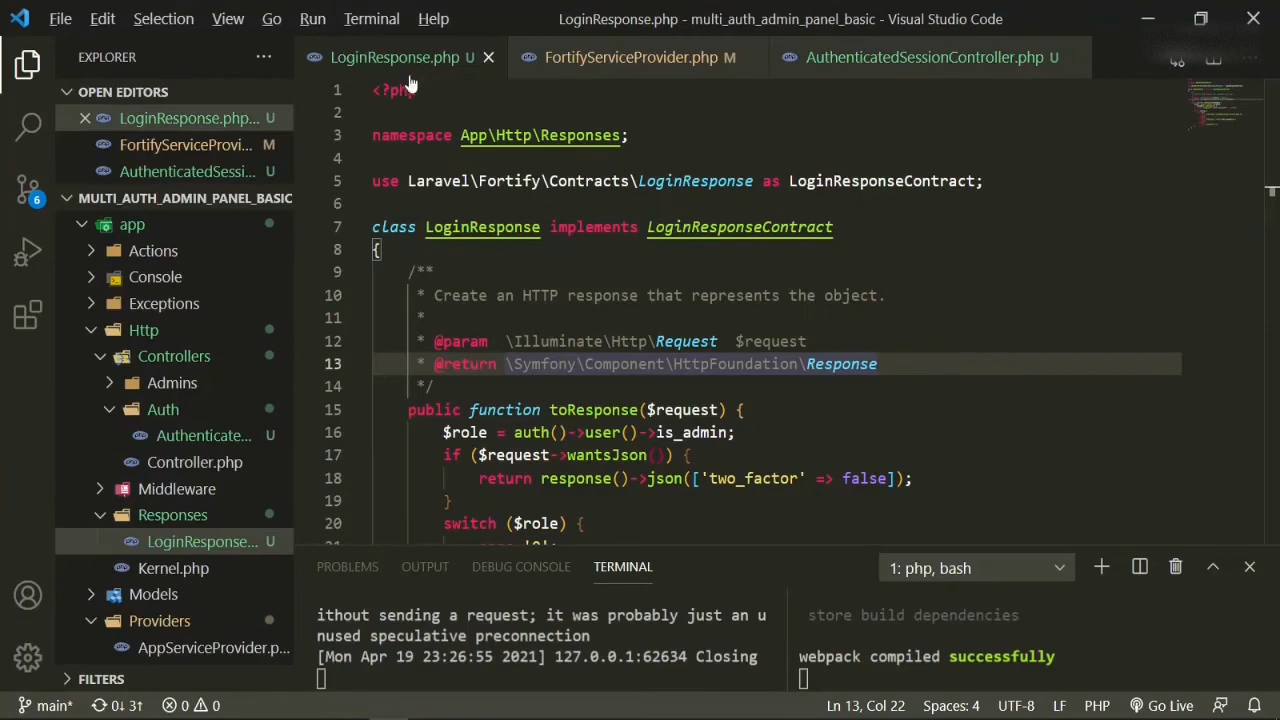 File Edit Selection View Go Run Terminal Help LoginResponse.php - multi_auth_admin_panel_basic - Visual Studio Code
EXPLORER ···
LoginResponse.php U
FortifyServiceProvider.php M
AuthenticatedSessionController.php U
OPEN EDITORS
LoginResponse.php... U
FortifyServiceProvi... M
AuthenticatedSessi... U
MULTI_AUTH_ADMIN_PANEL_BASIC
app
Actions
Console
Exceptions
Http
Controllers
Admins
Auth
Authenticate... U
Controller.php
Middleware
Responses
LoginResponse... U
Kernel.php
Models
Providers
AppServiceProvider.p...
FILTERS
6
1 <?php
2
3 namespace App\Http\Responses;
4
5 use Laravel\Fortify\Contracts\LoginResponse as LoginResponseContract;
6
7 class LoginResponse implements LoginResponseContract
8 {
9 /**
10 * Create an HTTP response that represents the object.
11 *
12 * @param \Illuminate\Http\Request $request
13 * @return \Symfony\Component\HttpFoundation\Response
14 */
15 public function toResponse($request) {
16 $role = auth()->user()->is_admin;
17 if ($request->wantsJson()) {
18 return response()->json(['two_factor' => false]);
19 }
20 switch ($role) {
PROBLEMS OUTPUT DEBUG CONSOLE TERMINAL 1: php, bash
ithout sending a request; it was probably just an u
nused speculative preconnection
[Mon Apr 19 23:26:55 2021] 127.0.0.1:62634 Closing
store build dependencies
webpack compiled successfully
main* 0↓ 3↑ 0 0 Ln 13, Col 22 Spaces: 4 UTF-8 LF PHP Go Live